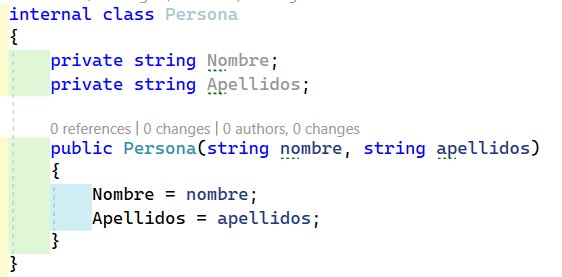 internal class Persona
{
private string Nombre;
private string Apellidos;
0 references | 0 changes | 0 authors, 0 changes
public Persona(string nombre, string apellidos)
{
Nombre = nombre;
Apellidos = apellidos;
}
}